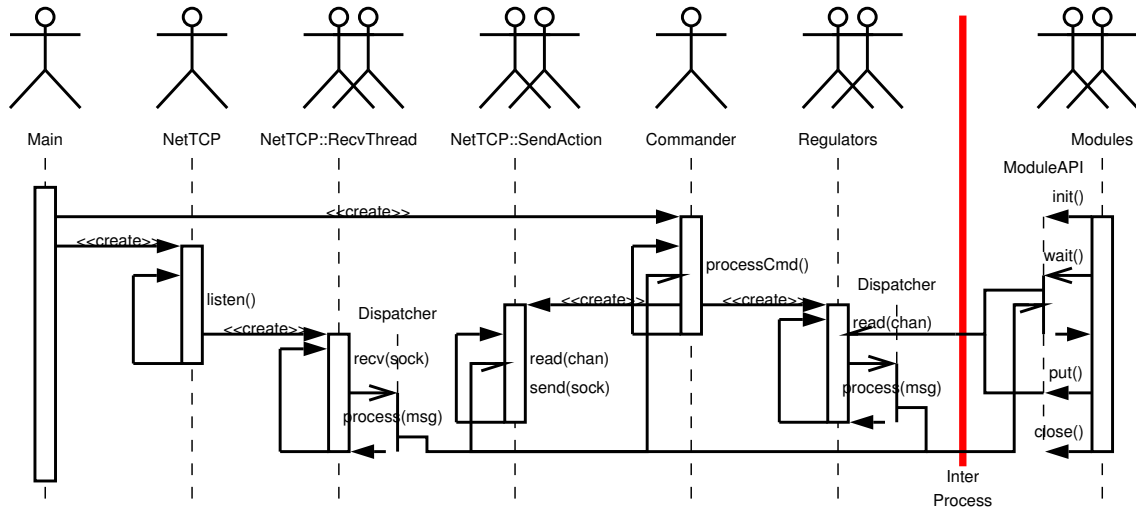 Main
NetTCP
NetTCP::RecvThread
NetTCP::SendAction
Commander
Regulators
Modules
ModuleAPI
init()
<<create>>
<<create>>
wait()
processCmd()
Dispatcher
listen()
<<create>>
<<create>>
Dispatcher
<<create>>
read(chan)
recv(sock)
read(chan)
put()
send(sock)
process(msg)
process(msg)
close()
Inter
Process